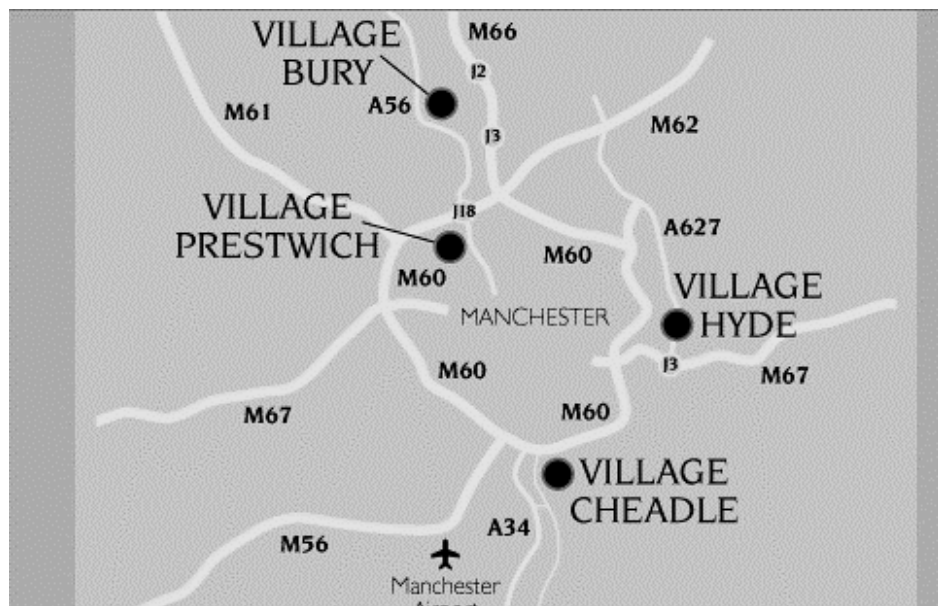 VILLAGE
BURY
M66
J2
A56
M61
J3
M62
VILLAGE
PRESTWICH
J18
A627
M60
M60
VILLAGE
HYDE
MANCHESTER
J3
M67
M60
M67
M60
VILLAGE
CHEADLE
A34
M56
Manchester
Airport